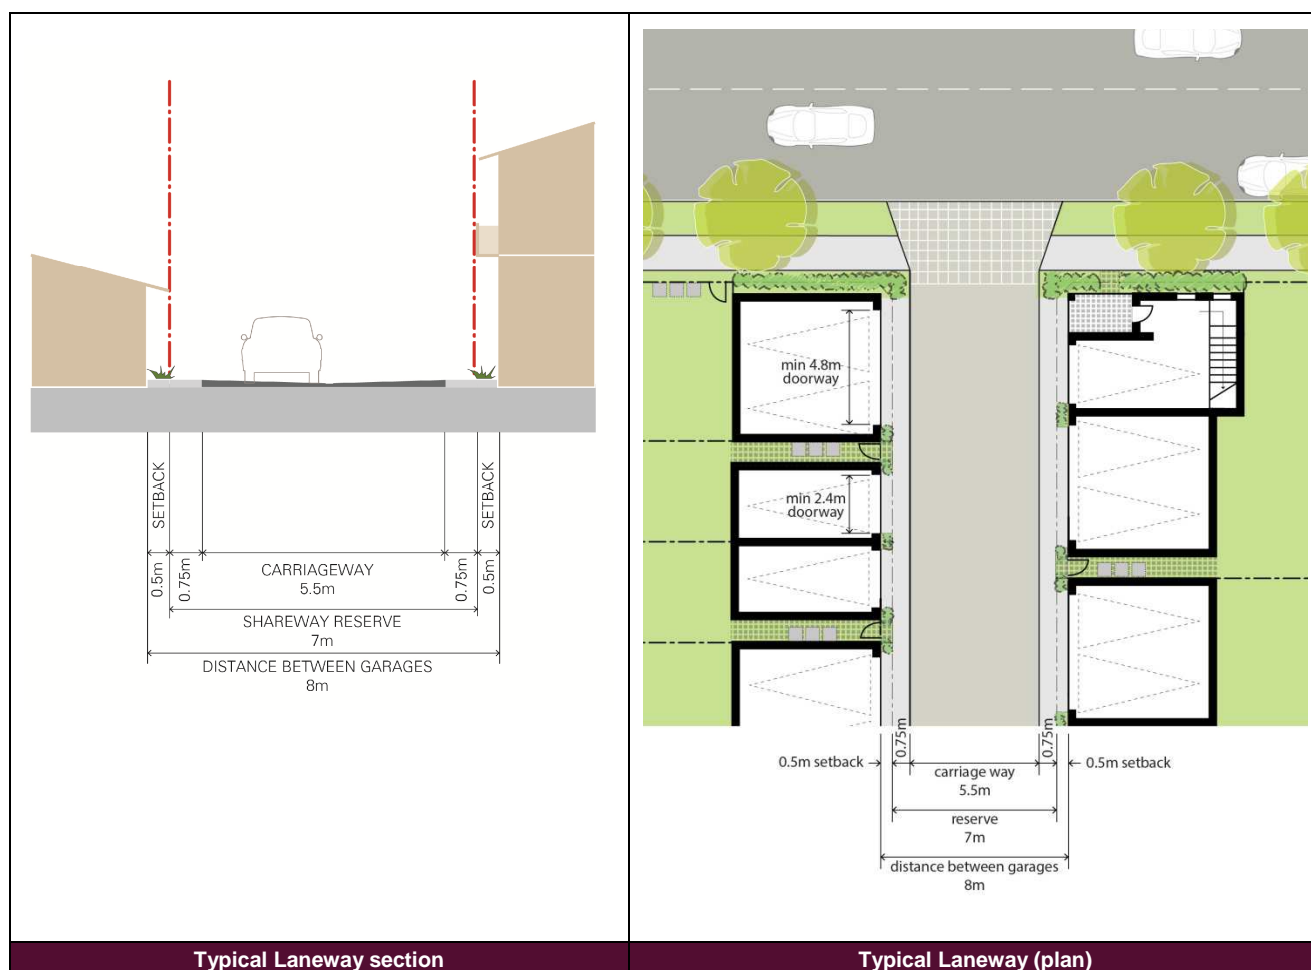 SETBACK
SETBACK
0.5m
0.75m
CARRIAGEWAY
5.5m
0.75m
0.5m
SHAREWAY RESERVE
7m
DISTANCE BETWEEN GARAGES
8m
Typical Laneway section
min 4.8m
doorway
min 2.4m
doorway
0.5m setback
0.75m
carriage way
5.5m
0.75m
0.5m setback
reserve
7m
distance between garages
8m
Typical Laneway (plan)